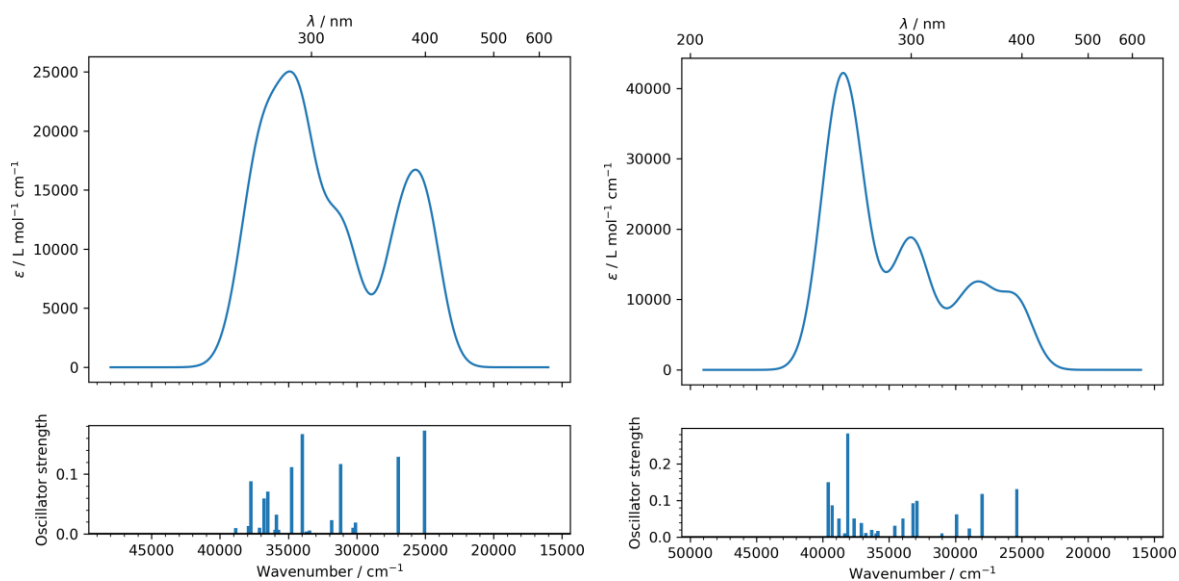 λ / nm
300 400 500 600
25000
20000
15000
10000
5000
0
ε / L mol⁻¹ cm⁻¹
0.1
0.0
Oscillator strength
45000 40000 35000 30000 25000 20000 15000
Wavenumber / cm⁻¹
λ / nm
200 300 400 500 600
40000
30000
20000
10000
0
ε / L mol⁻¹ cm⁻¹
0.2
0.1
0.0
Oscillator strength
50000 45000 40000 35000 30000 25000 20000 15000
Wavenumber / cm⁻¹